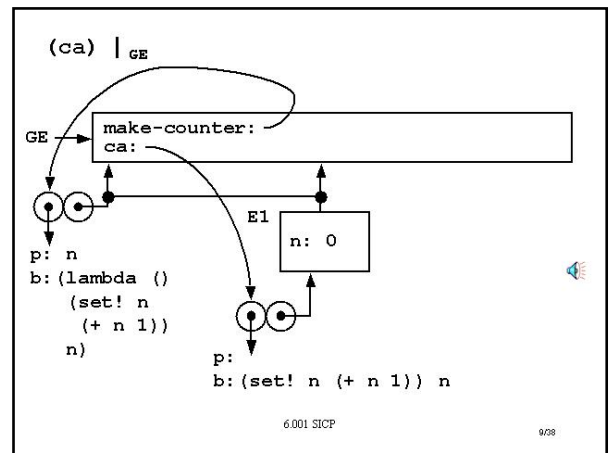 (ca) | GE
make-counter:
GE
ca:
E1
n: 0
p: n
b:(lambda ()
(set! n
(+ n 1))
n)
p:
b:(set! n (+ n 1)) n
6.001 SICP
9/38